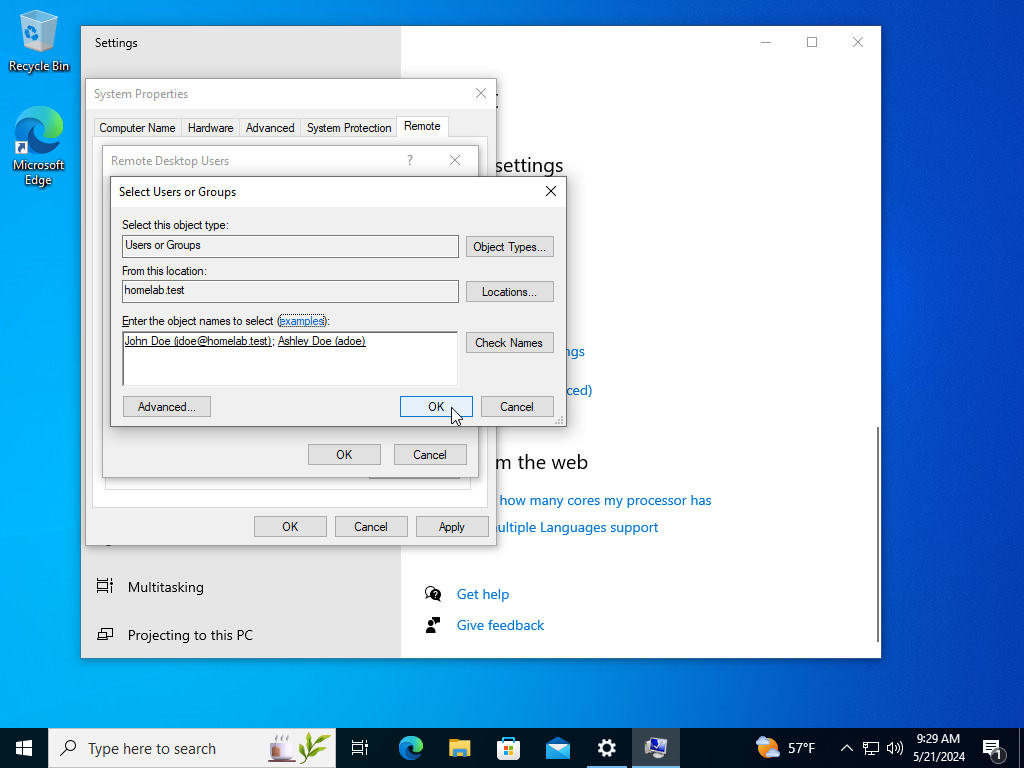 Recycle Bin
Microsoft
Edge
Settings
System Properties
Computer Name
Hardware
Advanced
System Protection
Remote
Remote Desktop Users
?
Select Users or Groups
Select this object type:
Users or Groups
Object Types...
From this location:
homelab.test
Locations...
Enter the object names to select (examples):
John Doe (jdoe@homelab.test); Ashley Doe (adoe)
Check Names
Advanced...
OK
Cancel
OK
Cancel
OK
Cancel
Apply
settings
ngs
ced)
m the web
how many cores my processor has
ultiple Languages support
Get help
Give feedback
Multitasking
Projecting to this PC
Type here to search
57°F
9:29 AM
5/21/2024
1